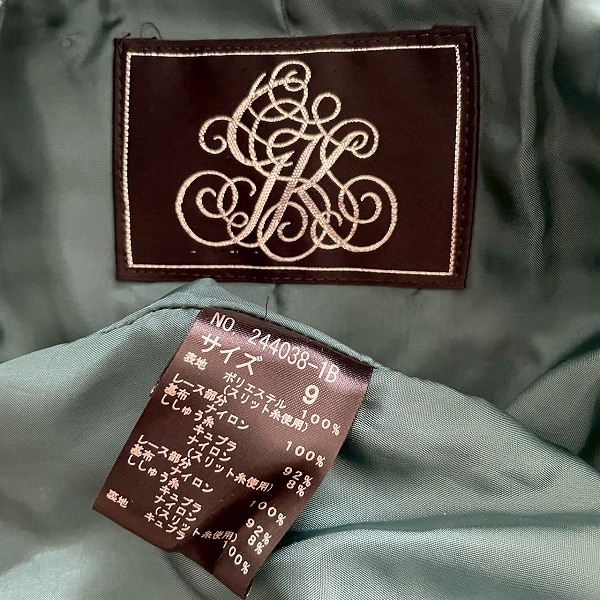 NO 244038-1B
サイズ 9
表地 ポリエステル 100%
(スリット糸使用)
レース部分
基布 ナイロン 100%
ししゅう糸
キュプラ 92%
ナイロン 8%
(スリット糸使用)
レース部分
基布 ナイロン 100%
ししゅう糸
キュプラ 92%
ナイロン 8%
(スリット糸使用)
裏地 キュプラ 100%